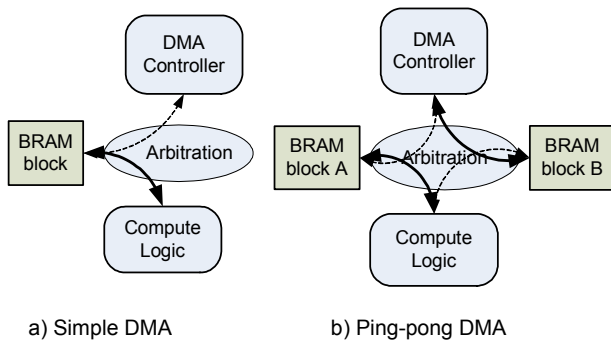 DMA
Controller
BRAM
block
Arbitration
Compute
Logic
a) Simple DMA
DMA
Controller
BRAM
block A
Arbitration
BRAM
block B
Compute
Logic
b) Ping-pong DMA